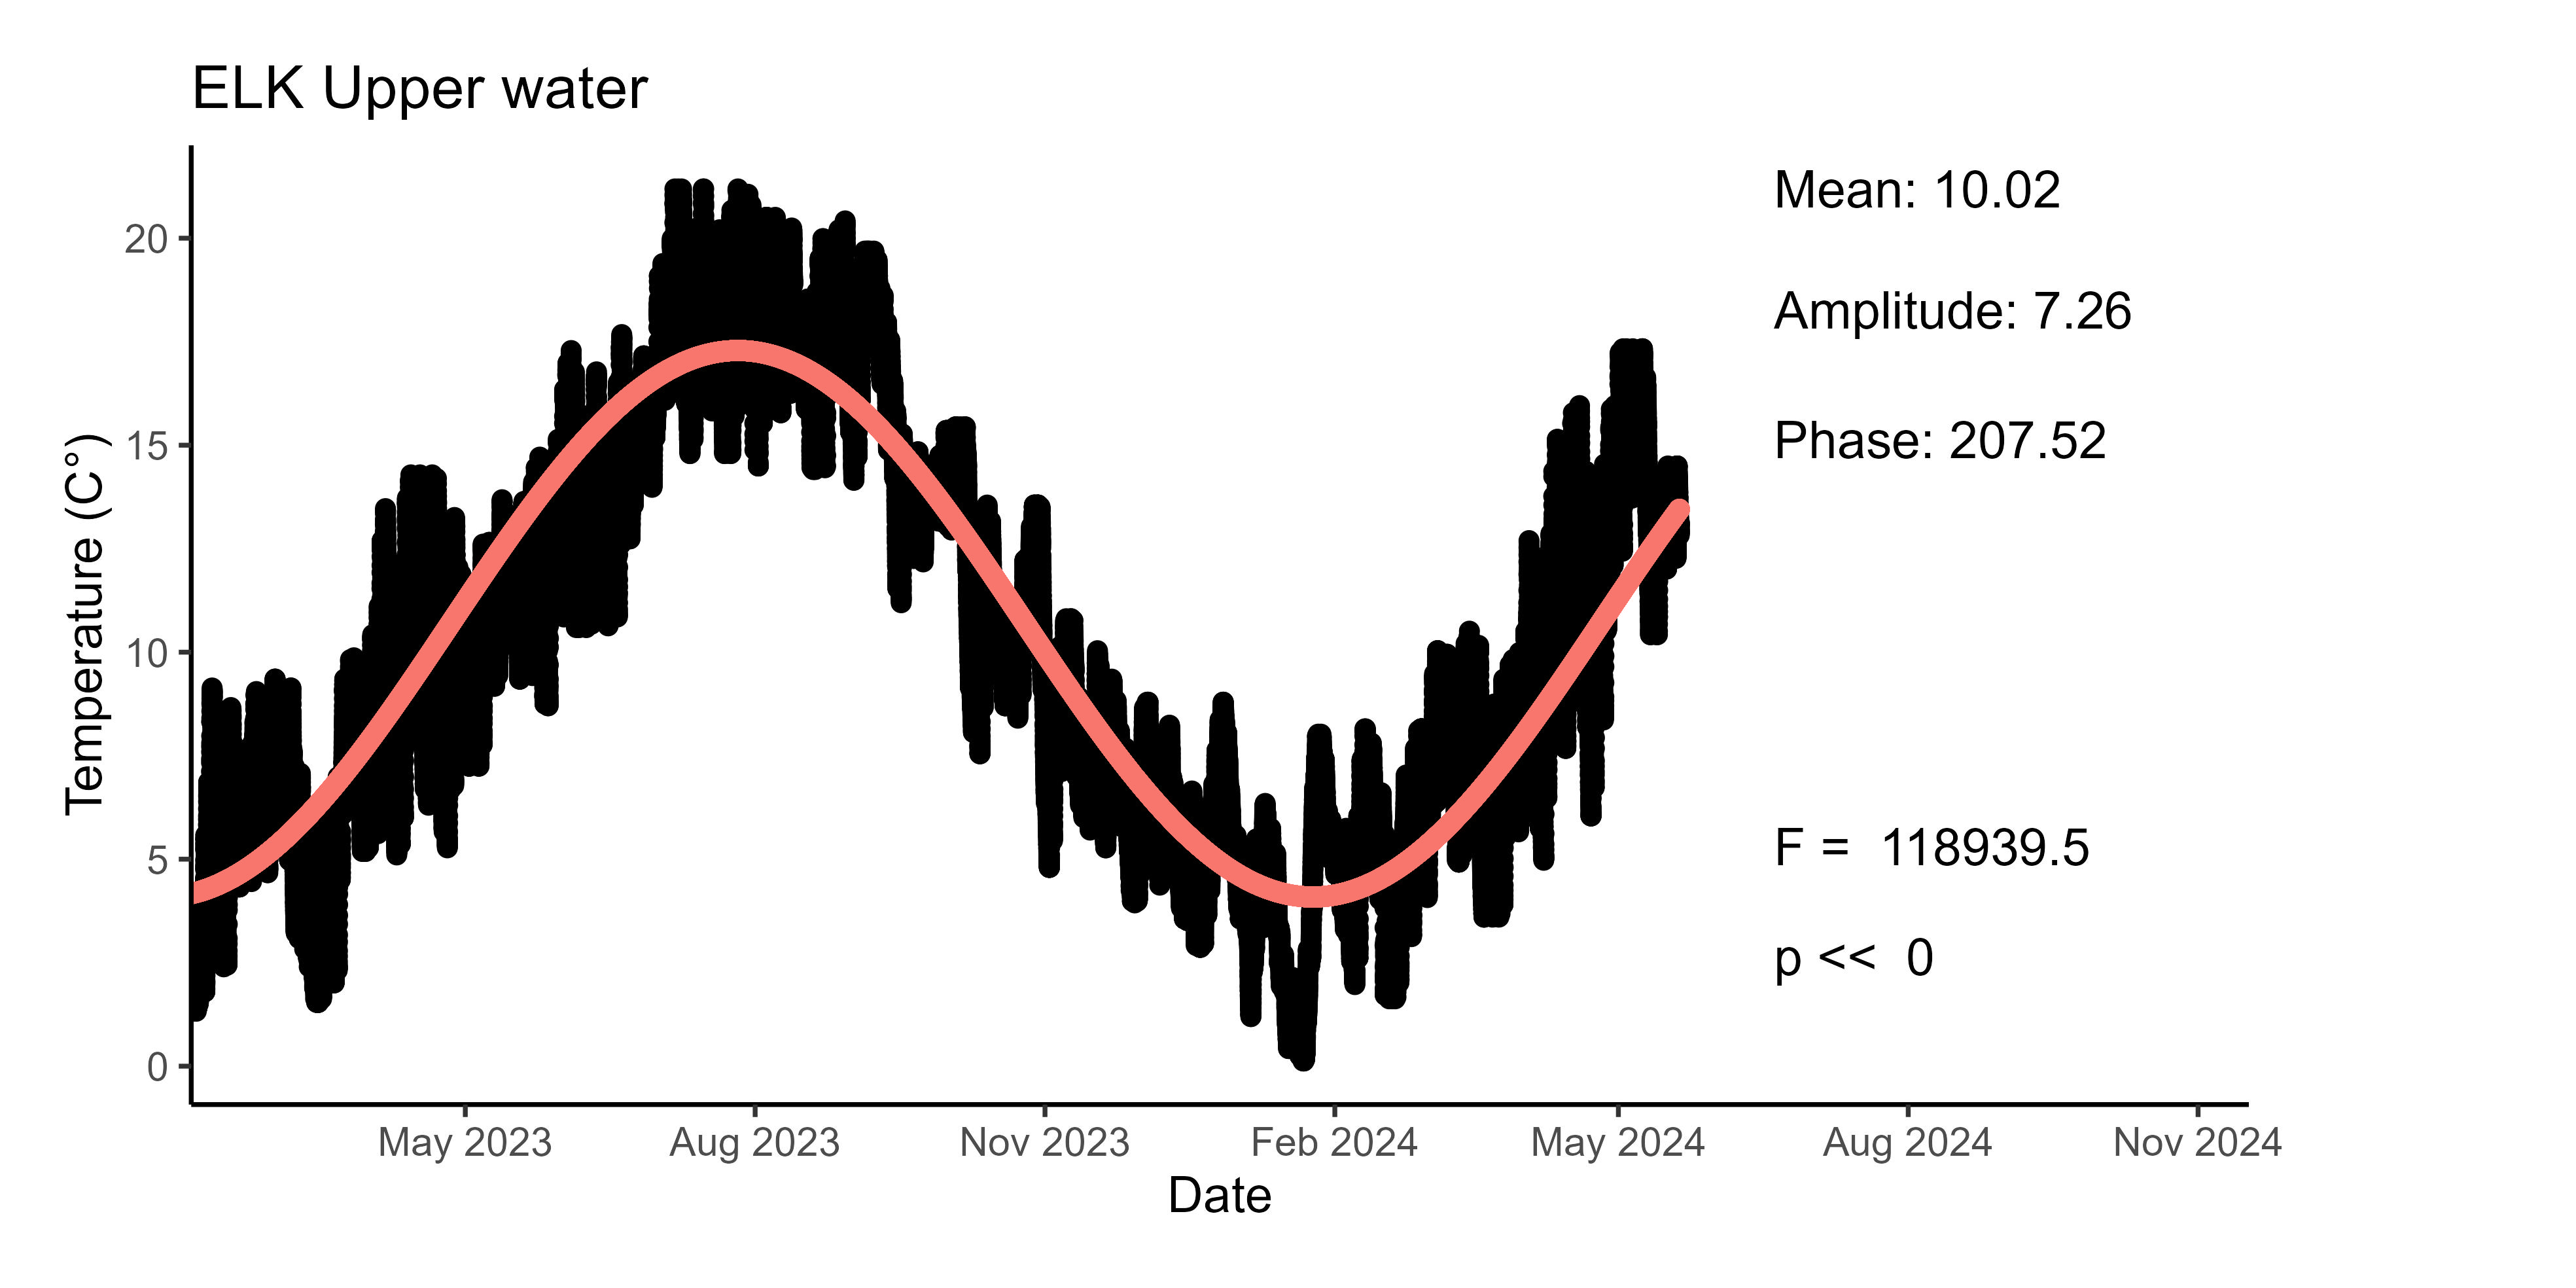 ELK Upper water
Mean: 10.02
Amplitude: 7.26
Phase: 207.52
F =  118939.5
p <<  0
Temperature (C°)
20
15
10
5
0
May 2023
Aug 2023
Nov 2023
Feb 2024
May 2024
Aug 2024
Nov 2024
Date